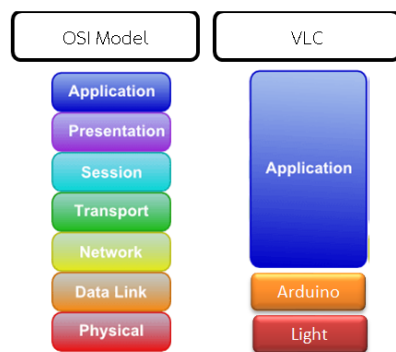 OSI Model
VLC
Application
Presentation
Session
Transport
Network
Data Link
Physical
Application
Arduino
Light